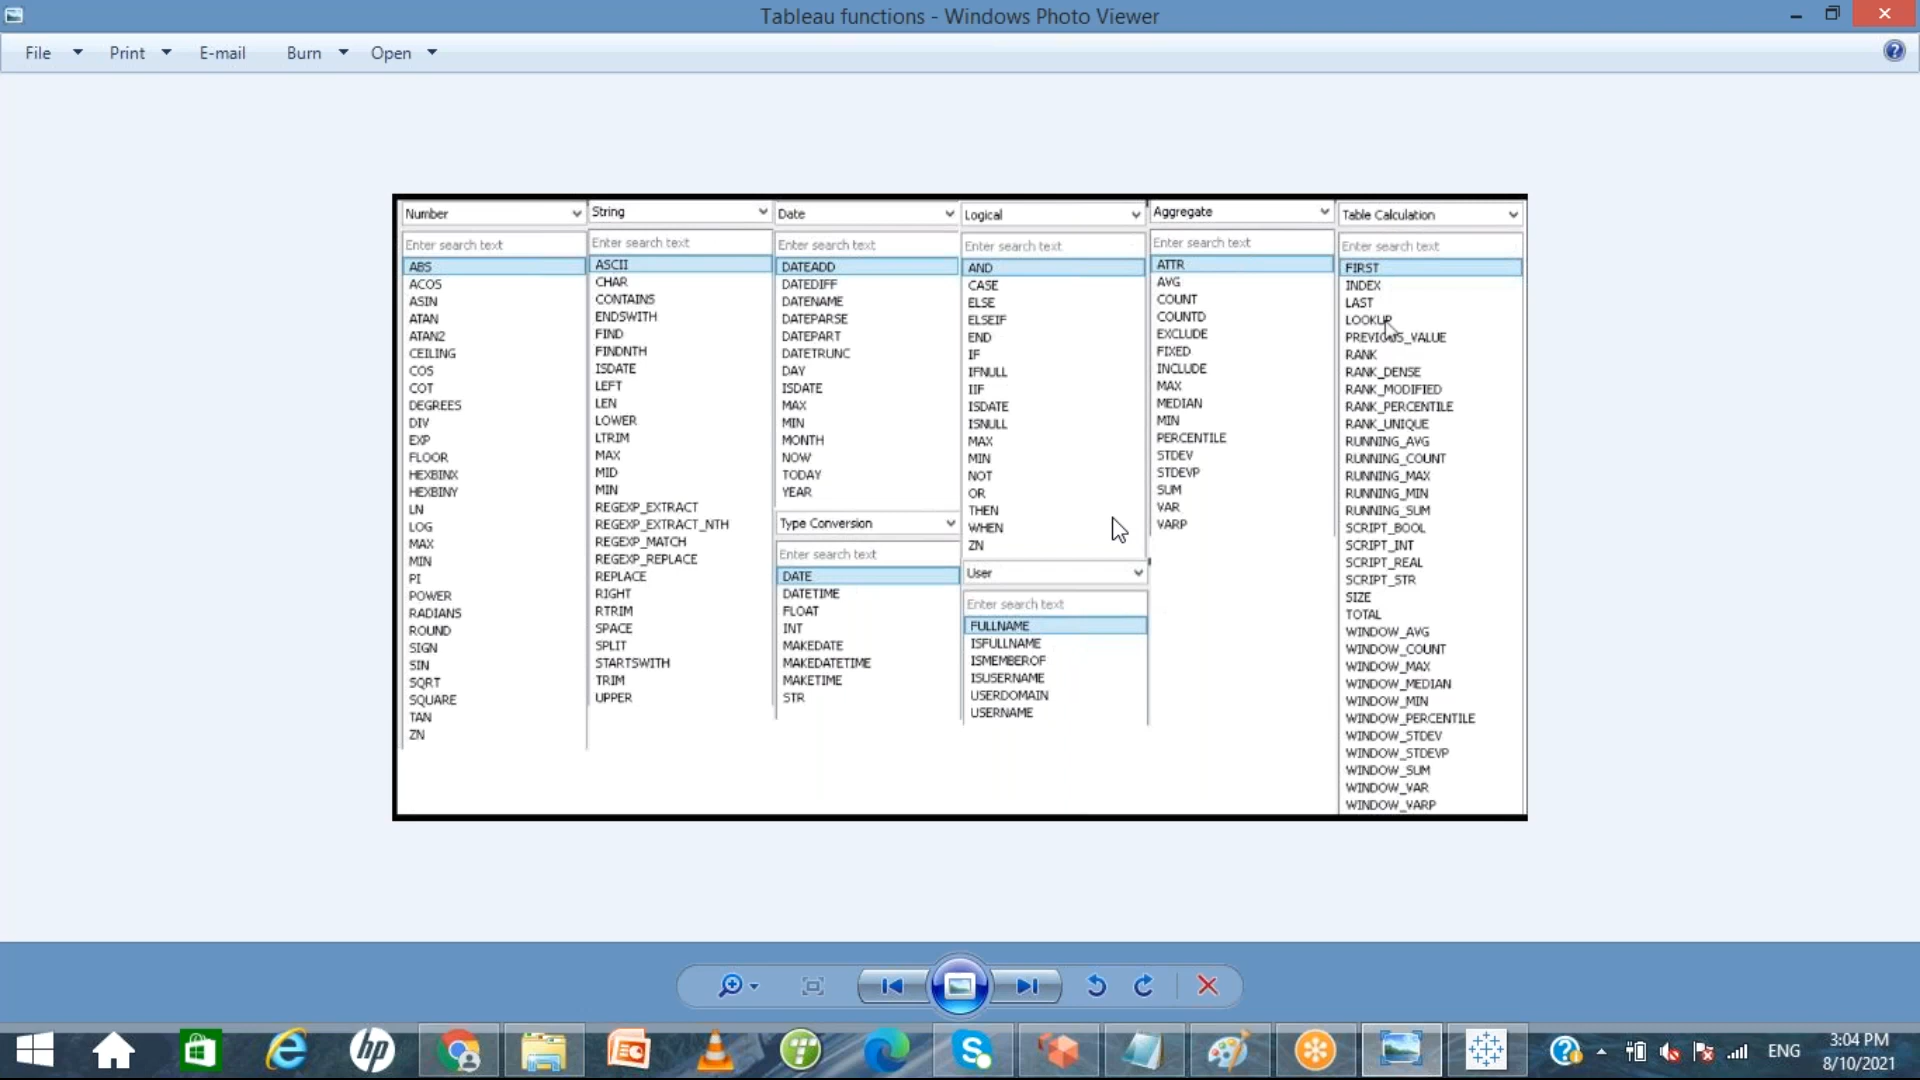 Tableau functions - Windows Photo Viewer
File
Print
E-mail
Burn
Open
Number
Enter search text
ABS
ACOS
ASIN
ATAN
ATAN2
CEILING
COS
COT
DEGREES
DIV
EXP
FLOOR
HEXBINX
HEXBINY
LN
LOG
MAX
MIN
PI
POWER
RADIANS
ROUND
SIGN
SIN
SQRT
SQUARE
TAN
ZN
String
Enter search text
ASCII
CHAR
CONTAINS
ENDSWITH
FIND
FINDNTH
ISDATE
LEFT
LEN
LOWER
LTRIM
MAX
MID
MIN
REGEXP_EXTRACT
REGEXP_EXTRACT_NTH
REGEXP_MATCH
REGEXP_REPLACE
REPLACE
RIGHT
RTRIM
SPACE
SPLIT
STARTSWITH
TRIM
UPPER
Date
Enter search text
DATEADD
DATEDIFF
DATENAME
DATEPARSE
DATEPART
DATETRUNC
DAY
ISDATE
MAX
MIN
MONTH
NOW
TODAY
YEAR
Type Conversion
Enter search text
DATE
DATETIME
FLOAT
INT
MAKEDATE
MAKEDATETIME
MAKETIME
STR
Logical
Enter search text
AND
CASE
ELSE
ELSEIF
END
IF
IFNULL
IIF
ISDATE
ISNULL
MAX
MIN
NOT
OR
THEN
WHEN
ZN
User
Enter search text
FULLNAME
ISFULLNAME
ISMEMBEROF
ISUSERNAME
USERDOMAIN
USERNAME
Aggregate
Enter search text
ATTR
AVG
COUNT
COUNTD
EXCLUDE
FIXED
INCLUDE
MAX
MEDIAN
MIN
PERCENTILE
STDEV
STDEVP
SUM
VAR
VARP
Table Calculation
Enter search text
FIRST
INDEX
LAST
LOOKUP
PREVIOUS_VALUE
RANK
RANK_DENSE
RANK_MODIFIED
RANK_PERCENTILE
RANK_UNIQUE
RUNNING_AVG
RUNNING_COUNT
RUNNING_MAX
RUNNING_MIN
RUNNING_SUM
SCRIPT_BOOL
SCRIPT_INT
SCRIPT_REAL
SCRIPT_STR
SIZE
TOTAL
WINDOW_AVG
WINDOW_COUNT
WINDOW_MAX
WINDOW_MEDIAN
WINDOW_MIN
WINDOW_PERCENTILE
WINDOW_STDEV
WINDOW_STDEVP
WINDOW_SUM
WINDOW_VAR
WINDOW_VARP
hp
ENG
3:04 PM
8/10/2021